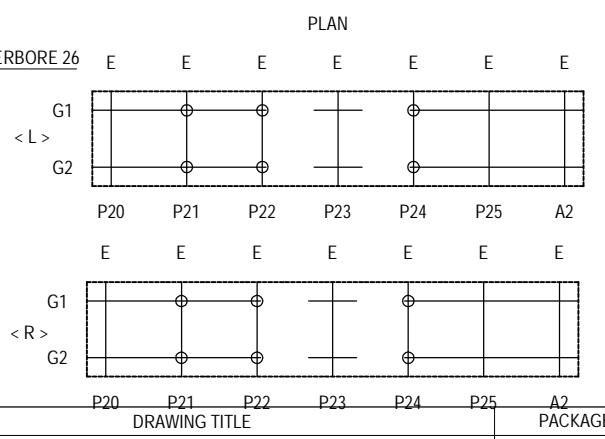 PLAN
ERBORE 26 E E E E E E E
G1
< L >
G2
P20 P21 P22 P23 P24 P25 A2
E E E E E E E
G1
< R >
G2
P20 P21 P22 P23 P24 P25 A2
DRAWING TITLE PACKAGE